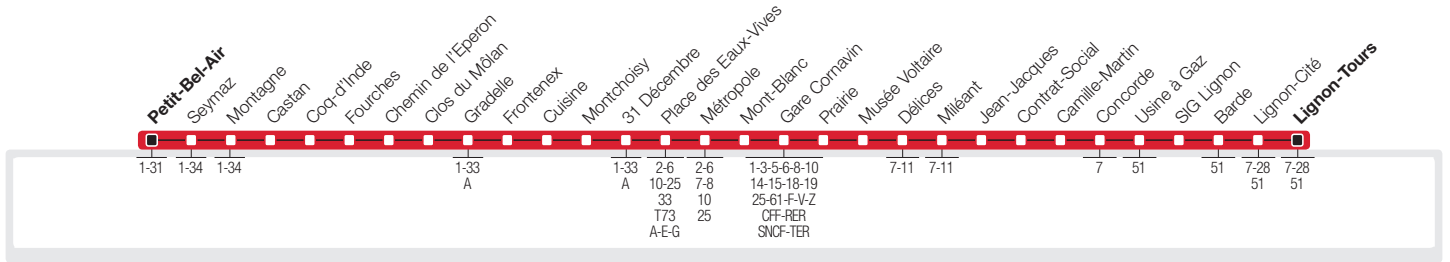 Petit-Bel-Air
Seymaz
Montagne
Castan
Coq-d'Inde
Fourches
Chemin de l'Eperon
Clos du Môlan
Gradelle
Frontenex
Cuisine
Montchoisy
31 Décembre
Place des Eaux-Vives
Métropole
Mont-Blanc
Gare Cornavin
Prairie
Musée Voltaire
Délices
Miléant
Jean-Jacques
Contrat-Social
Camille-Martin
Concorde
Usine à Gaz
SIG Lignon
Barde
Lignon-Cité
Lignon-Tours
1-31
1-34
1-34
1-33
A
1-33
A
2-6
10-25
33
T73
A-E-G
2-6
7-8
10
25
1-3-5-6-8-10
14-15-18-19
25-61-F-V-Z
CFF-RER
SNCF-TER
7-11
7-11
7
51
51
7-28
51
7-28
51